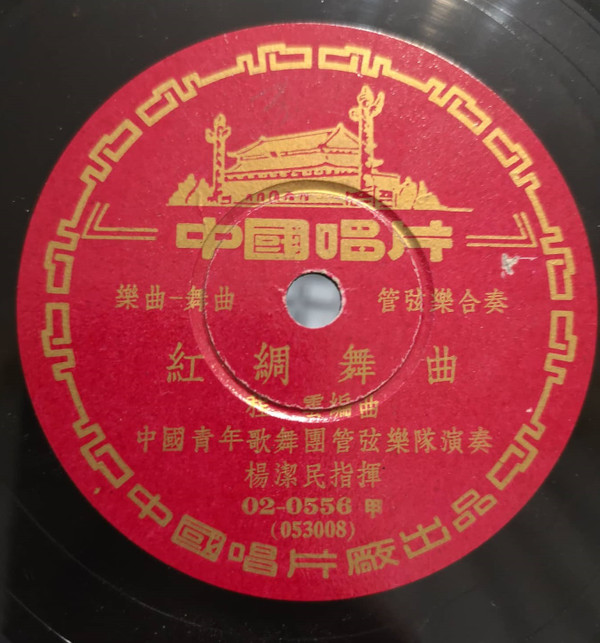 中國唱片
樂曲-舞曲 管弦樂合奏
紅綢舞曲
雲編曲
中國青年歌舞團管弦樂隊演奏
楊潔民指揮
02-0556 甲
(053008)
中國唱片廠出品